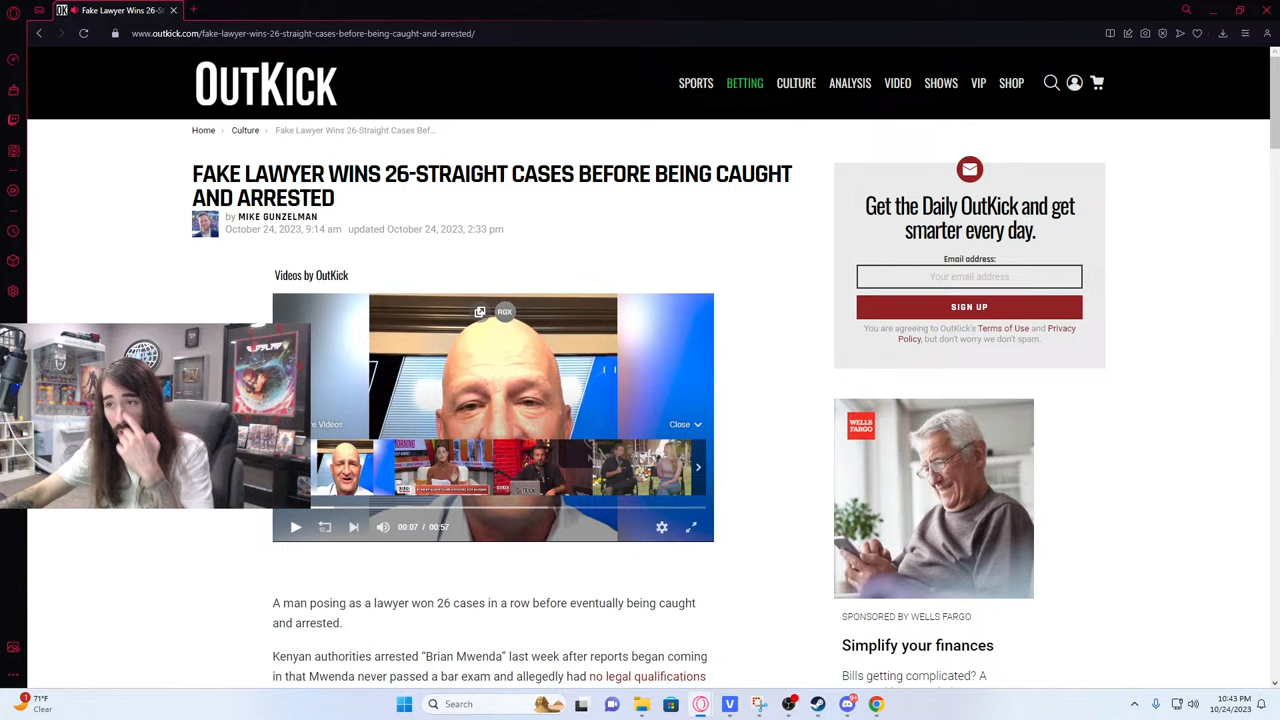 Fake Lawyer Wins 26-St
www.outkick.com/fake-lawyer-wins-26-straight-cases-before-being-caught-and-arrested/
OUTKICK
SPORTS BETTING CULTURE ANALYSIS VIDEO SHOWS VIP SHOP
Home › Culture › Fake Lawyer Wins 26-Straight Cases Bef...
FAKE LAWYER WINS 26-STRAIGHT CASES BEFORE BEING CAUGHT
AND ARRESTED
by MIKE GUNZELMAN
October 24, 2023, 9:14 am updated October 24, 2023, 2:33 pm
Videos by OutKick
RGX
Videos
Close
00:07 / 00:57
A man posing as a lawyer won 26 cases in a row before eventually being caught
and arrested.
Kenyan authorities arrested “Brian Mwenda” last week after reports began coming
in that Mwenda never passed a bar exam and allegedly had no legal qualifications
Get the Daily OutKick and get
smarter every day.
Email address:
Your email address
SIGN UP
You are agreeing to OutKick's Terms of Use and Privacy
Policy, but don't worry we don't spam.
WELLS
FARGO
SPONSORED BY WELLS FARGO
Simplify your finances
Bills getting complicated? A
1
71°F
Clear
Search
10:43 PM
10/24/2023